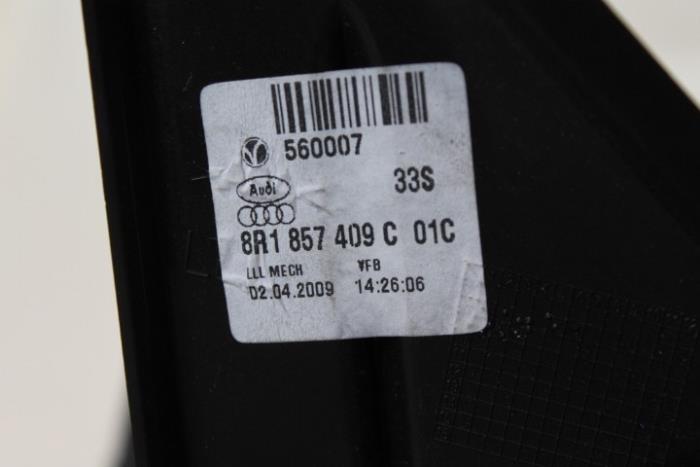 560007
33S
Audi
8R1 857 409 C 01C
LLL MECH VFB
02.04.2009 14:26:06